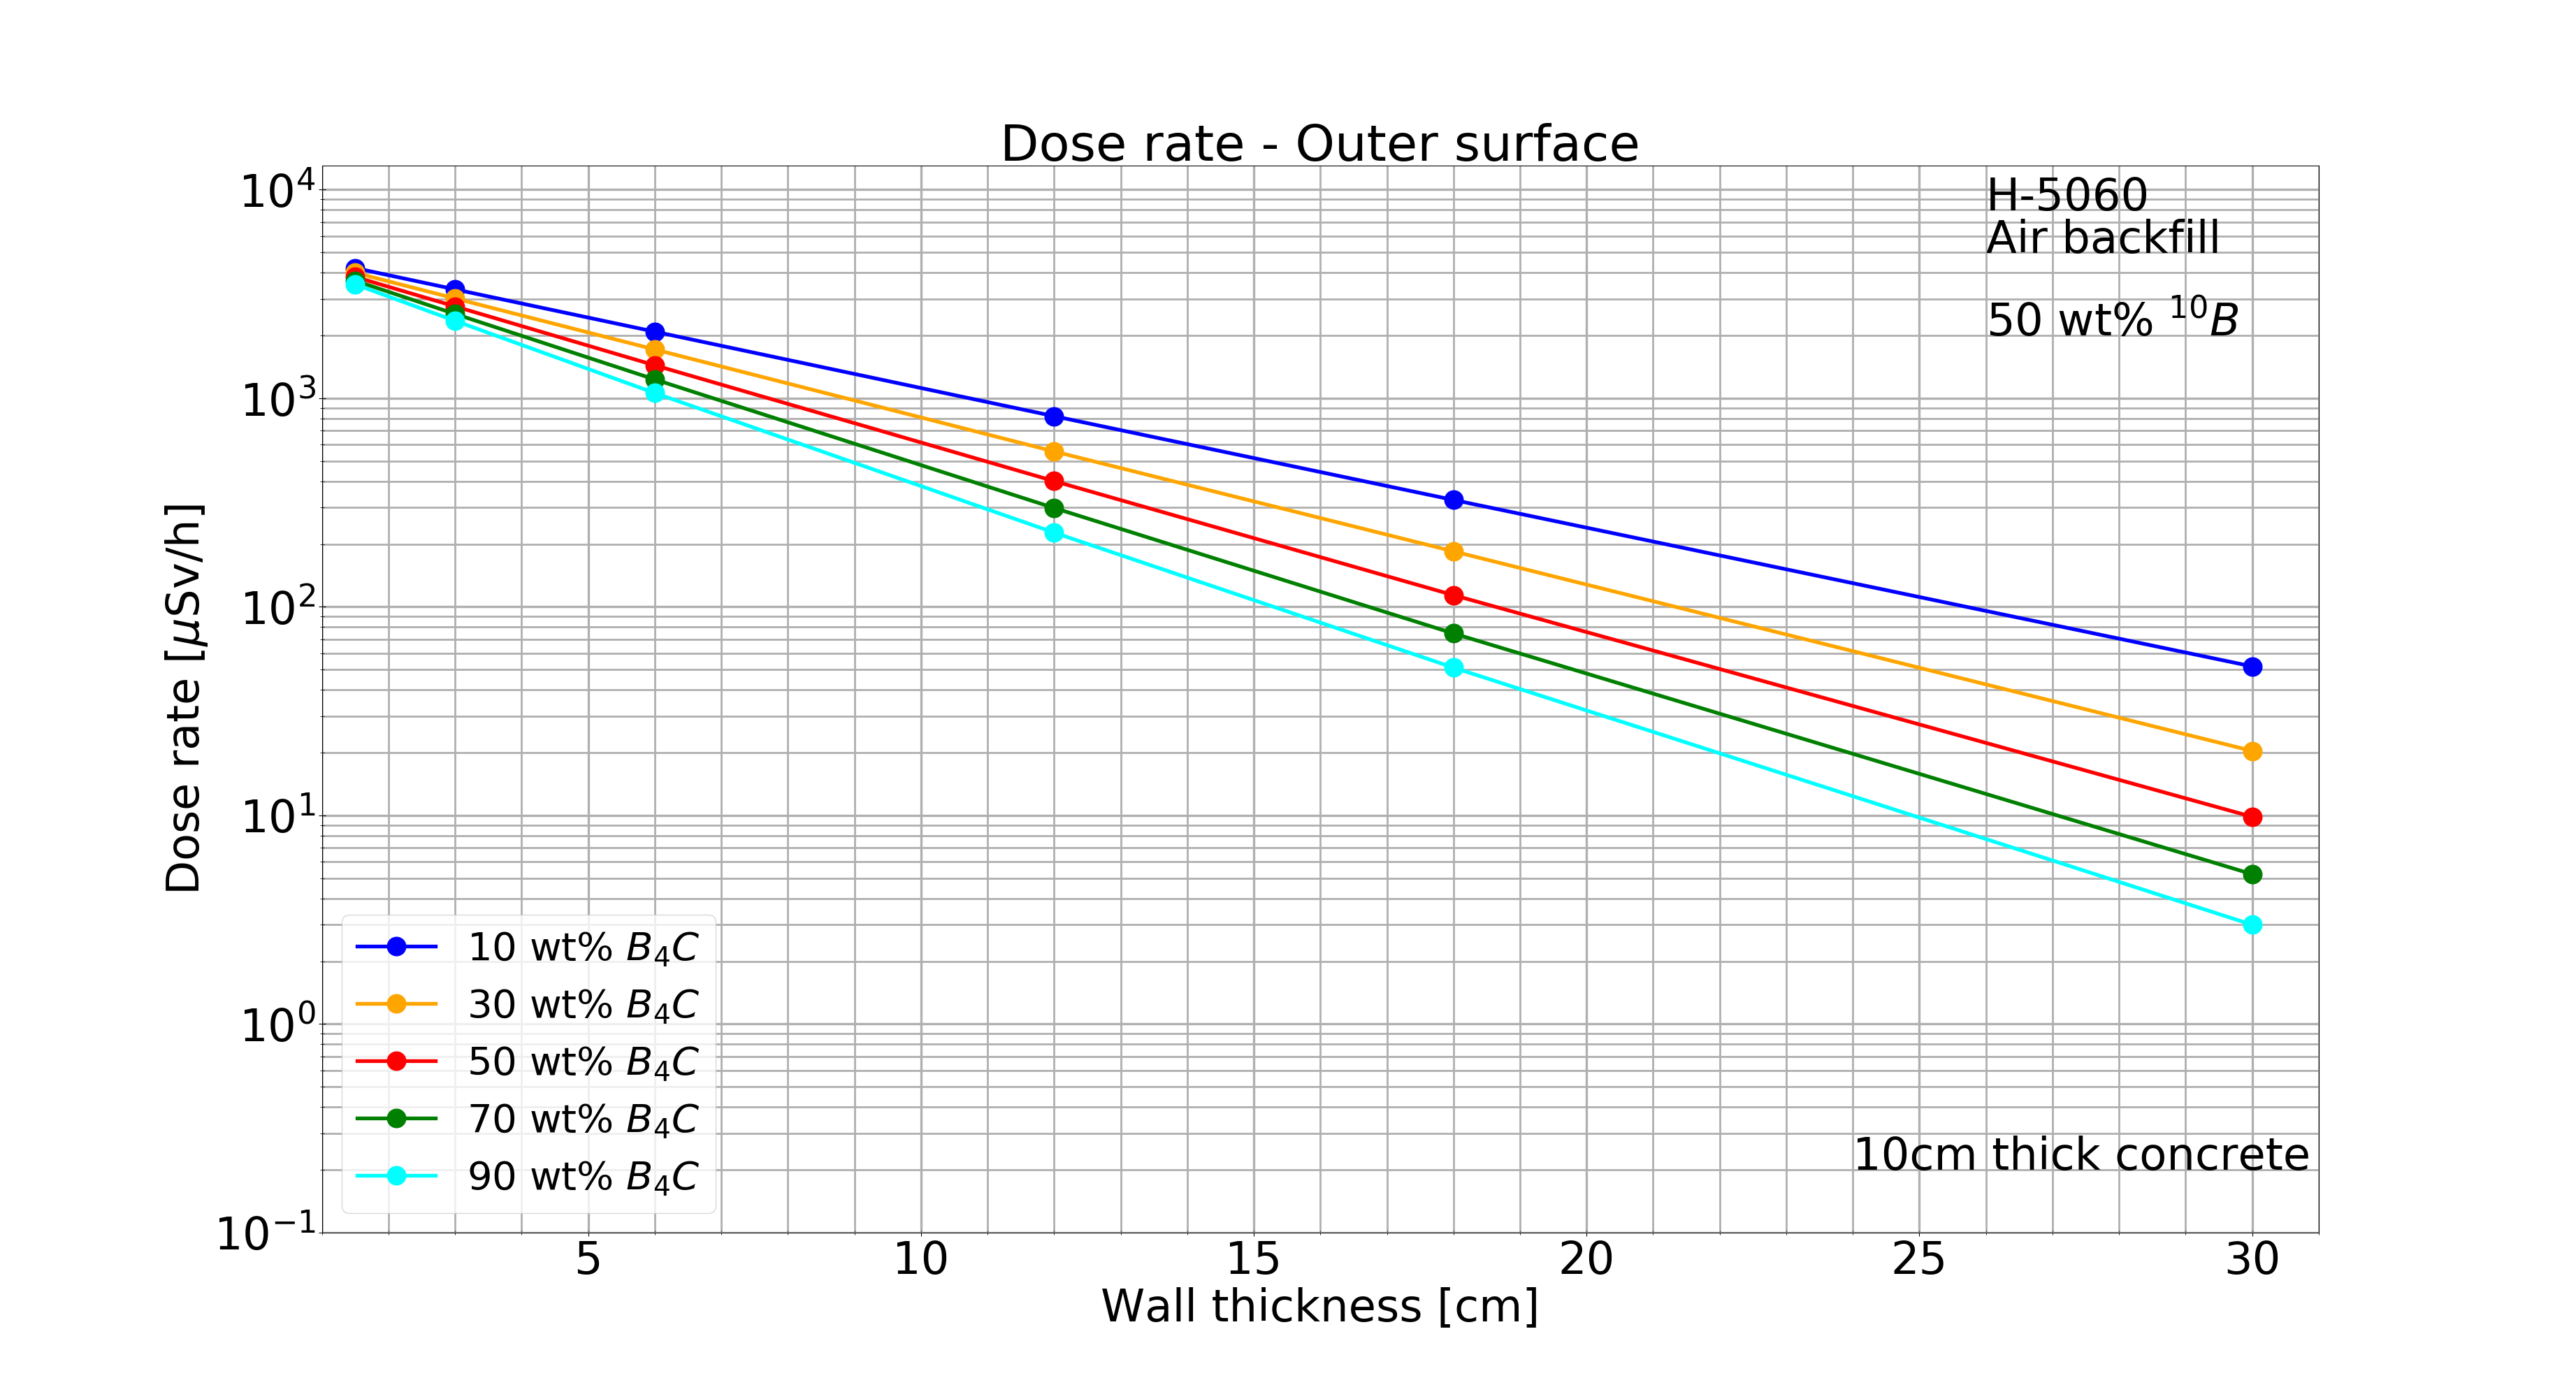 Dose rate - Outer surface
H-5060
Air backfill
50 wt% ¹⁰B
10⁴
10³
10²
10¹
10⁰
10⁻¹
Dose rate [μSv/h]
10 wt% B₄C
30 wt% B₄C
50 wt% B₄C
70 wt% B₄C
90 wt% B₄C
10cm thick concrete
5 10 15 20 25 30
Wall thickness [cm]